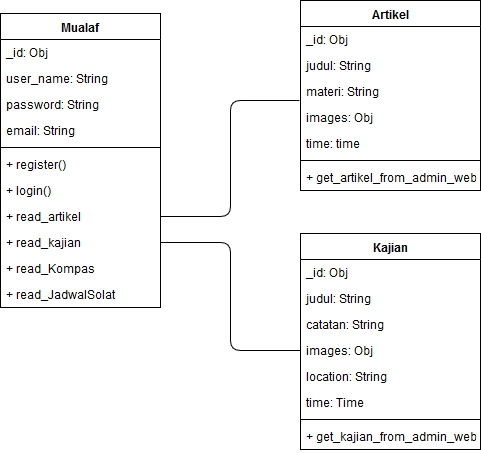 Mualaf
_id: Obj
user_name: String
password: String
email: String
+ register()
+ login()
+ read_artikel
+ read_kajian
+ read_Kompas
+ read_JadwalSolat
Artikel
_id: Obj
judul: String
materi: String
images: Obj
time: time
+ get_artikel_from_admin_web
Kajian
_id: Obj
judul: String
catatan: String
images: Obj
location: String
time: Time
+ get_kajian_from_admin_web